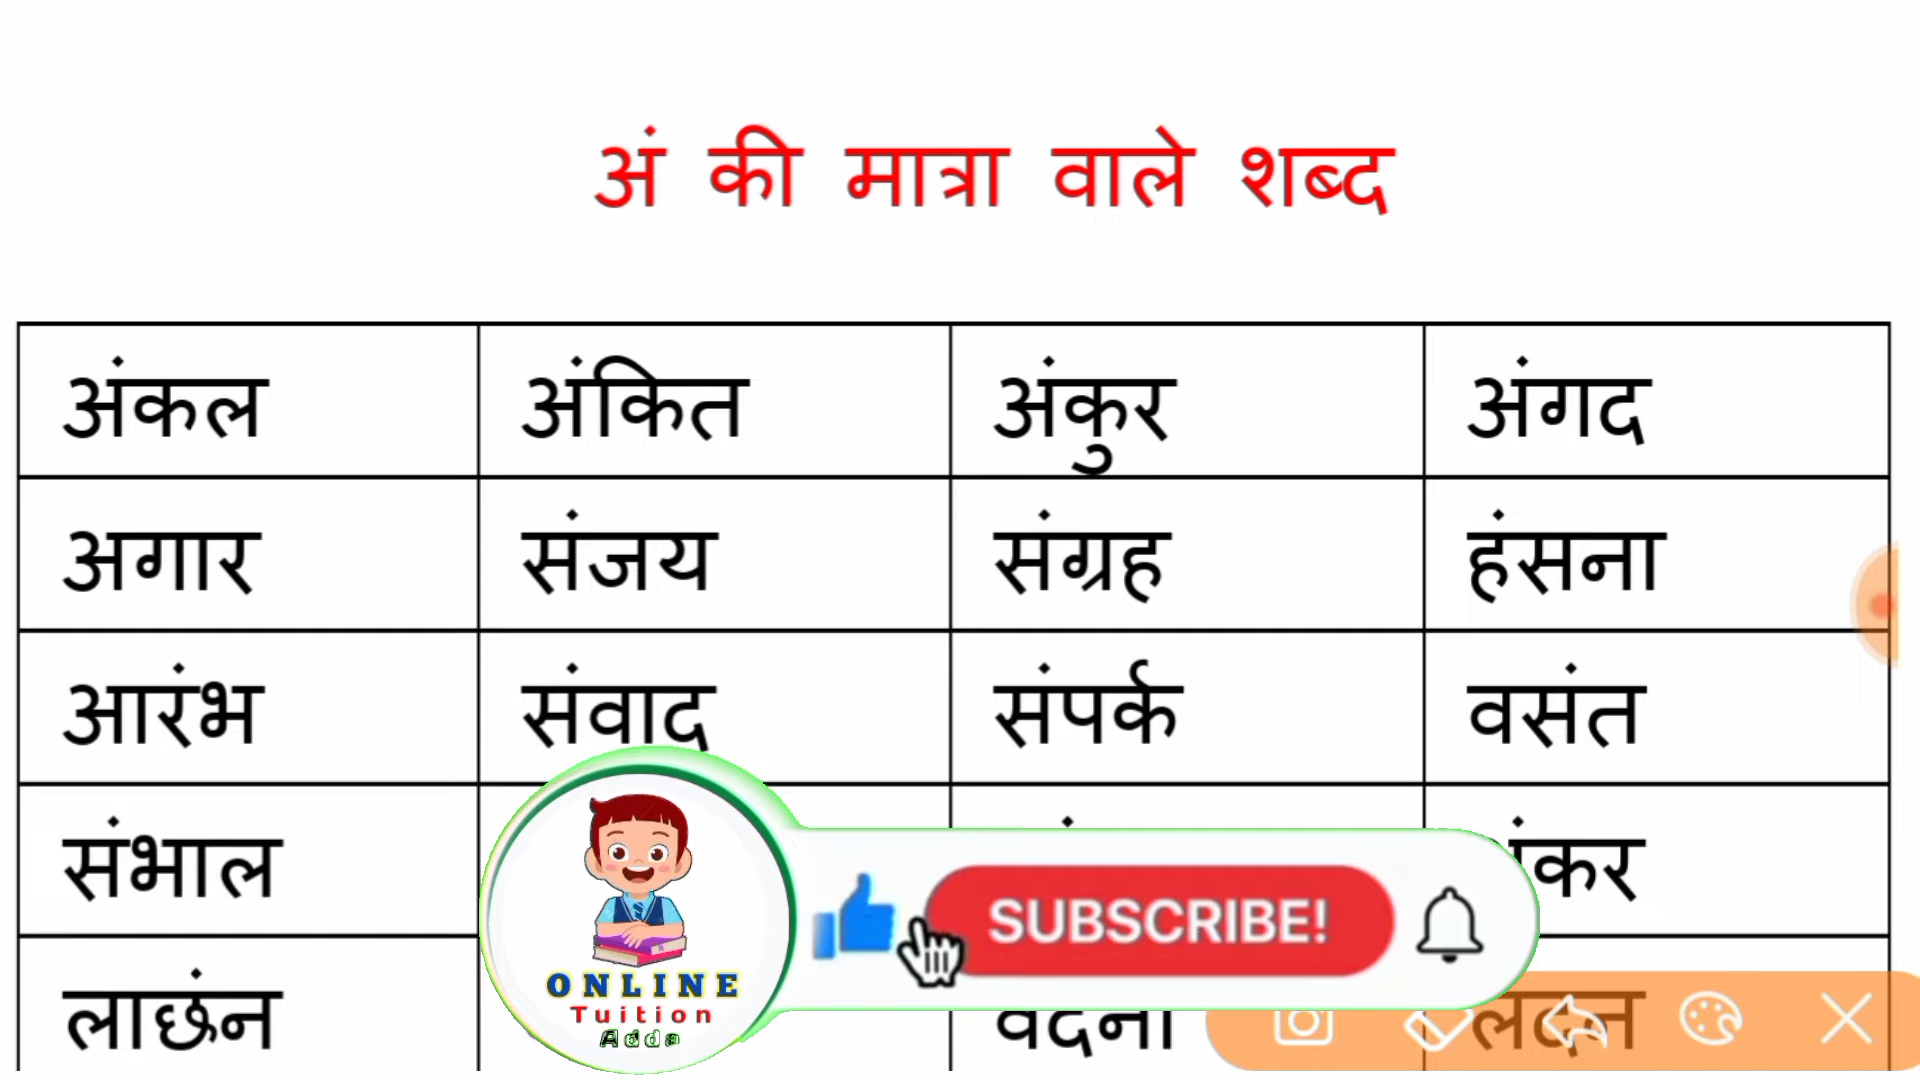 अं की मात्रा वाले शब्द
अंकल अंकित अंकुर अंगद
अगार संजय संग्रह हंसना
आरंभ संवाद संपर्क वसंत
संभाल
लाछंन
SUBSCRIBE!
ONLINE
Tuition
Adda